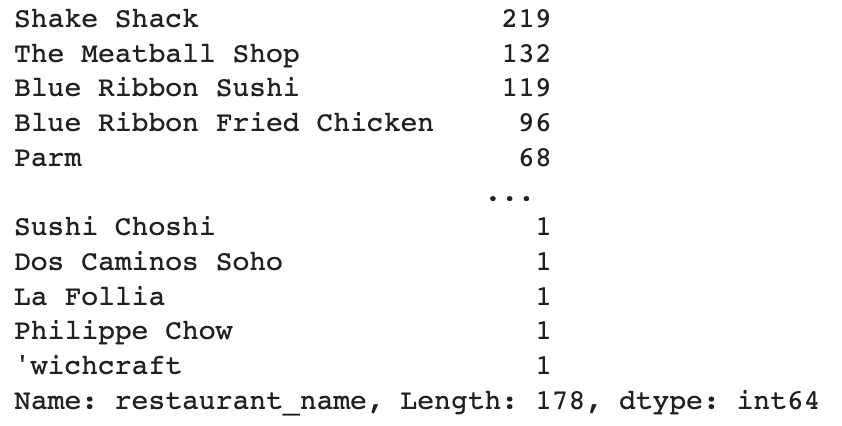 Shake Shack 219
The Meatball Shop 132
Blue Ribbon Sushi 119
Blue Ribbon Fried Chicken 96
Parm 68
...
Sushi Choshi 1
Dos Caminos Soho 1
La Follia 1
Philippe Chow 1
'wichcraft 1
Name: restaurant_name, Length: 178, dtype: int64